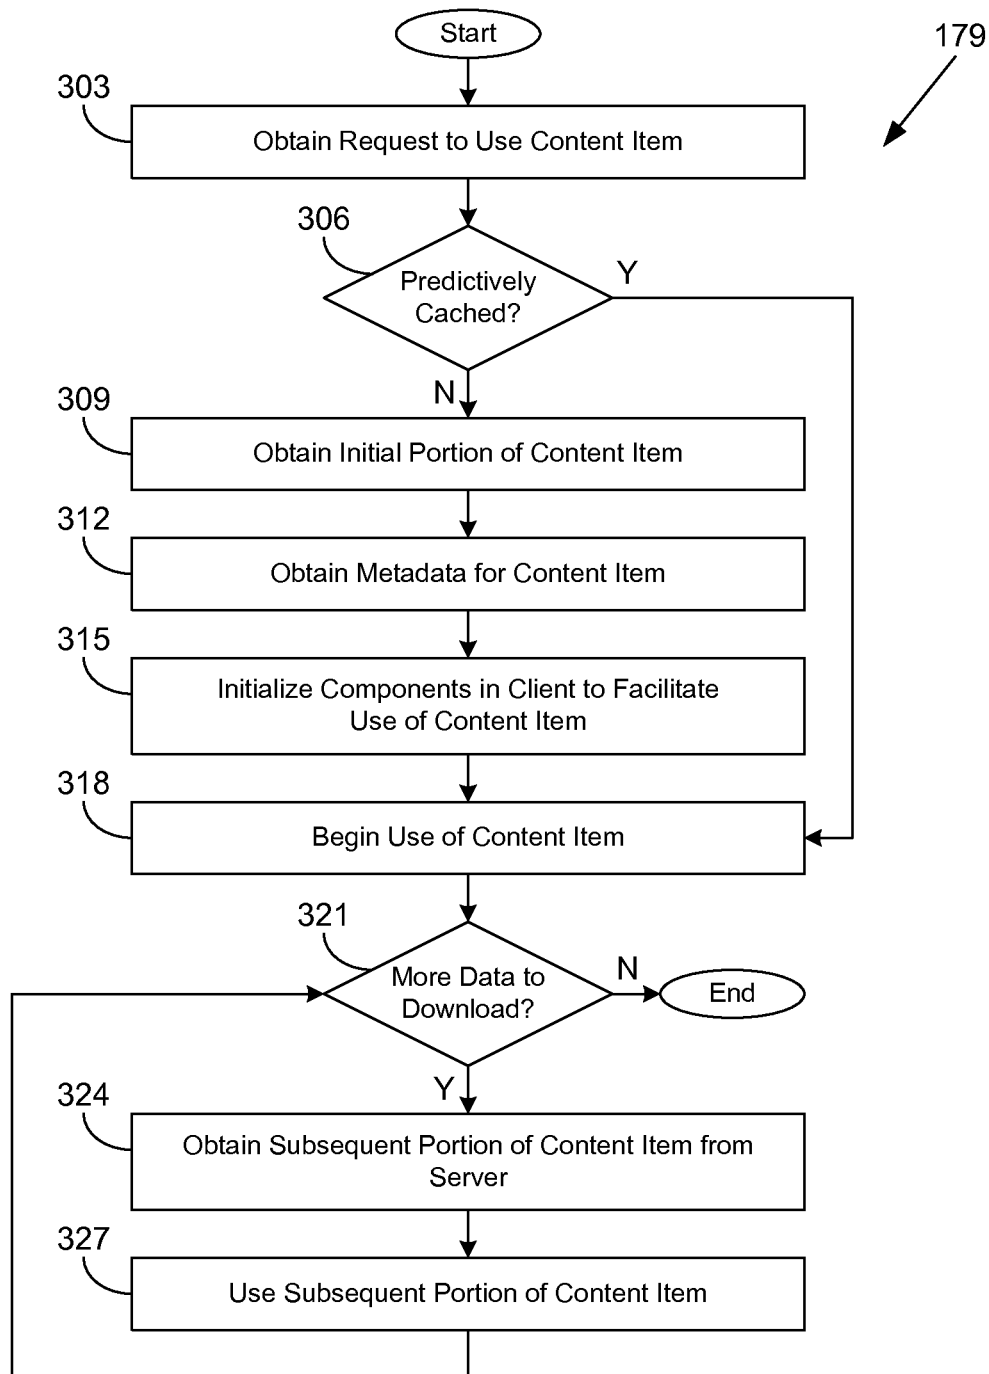 Start
179
303
Obtain Request to Use Content Item
306
Predictively
Cached?
Y
N
309
Obtain Initial Portion of Content Item
312
Obtain Metadata for Content Item
315
Initialize Components in Client to Facilitate
Use of Content Item
318
Begin Use of Content Item
321
More Data to
Download?
N
End
Y
324
Obtain Subsequent Portion of Content Item from
Server
327
Use Subsequent Portion of Content Item